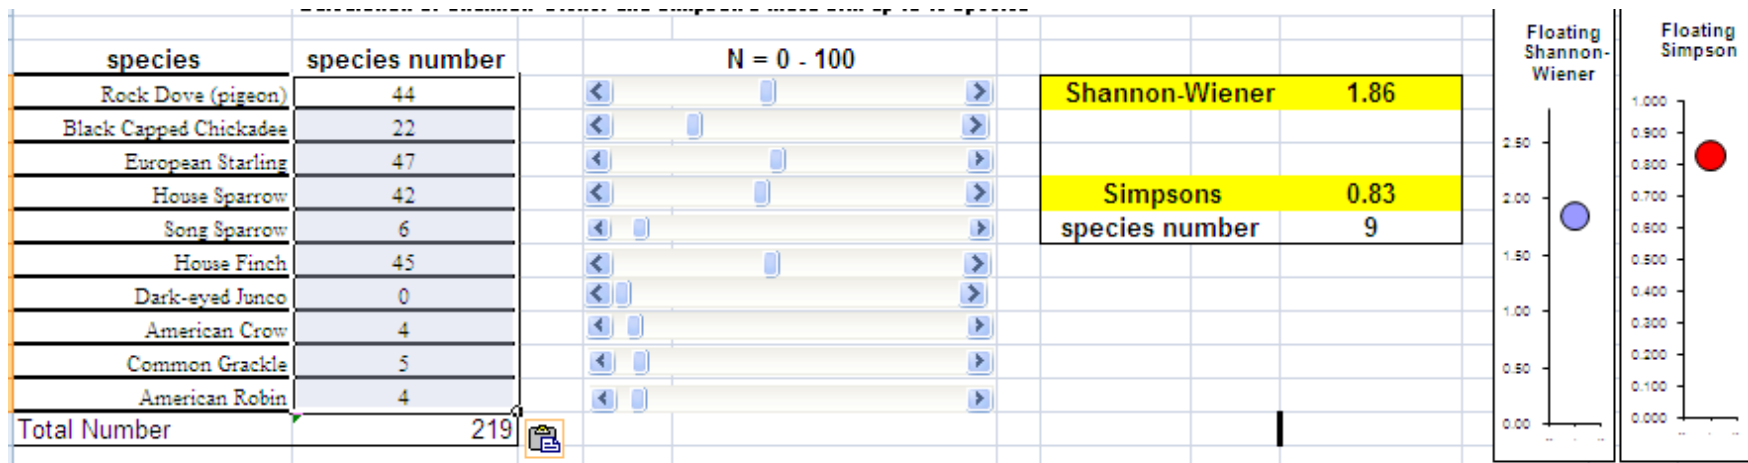 species species number N = 0 - 100
Rock Dove (pigeon) 44
Black Capped Chickadee 22
European Starling 47
House Sparrow 42
Song Sparrow 6
House Finch 45
Dark-eyed Junco 0
American Crow 4
Common Grackle 5
American Robin 4
Total Number 219
Shannon-Wiener 1.86
Simpsons 0.83
species number 9
Floating
Shannon-
Wiener
2.50
2.00
1.50
1.00
0.50
0.00
Floating
Simpson
1.000
0.900
0.800
0.700
0.600
0.500
0.400
0.300
0.200
0.100
0.000